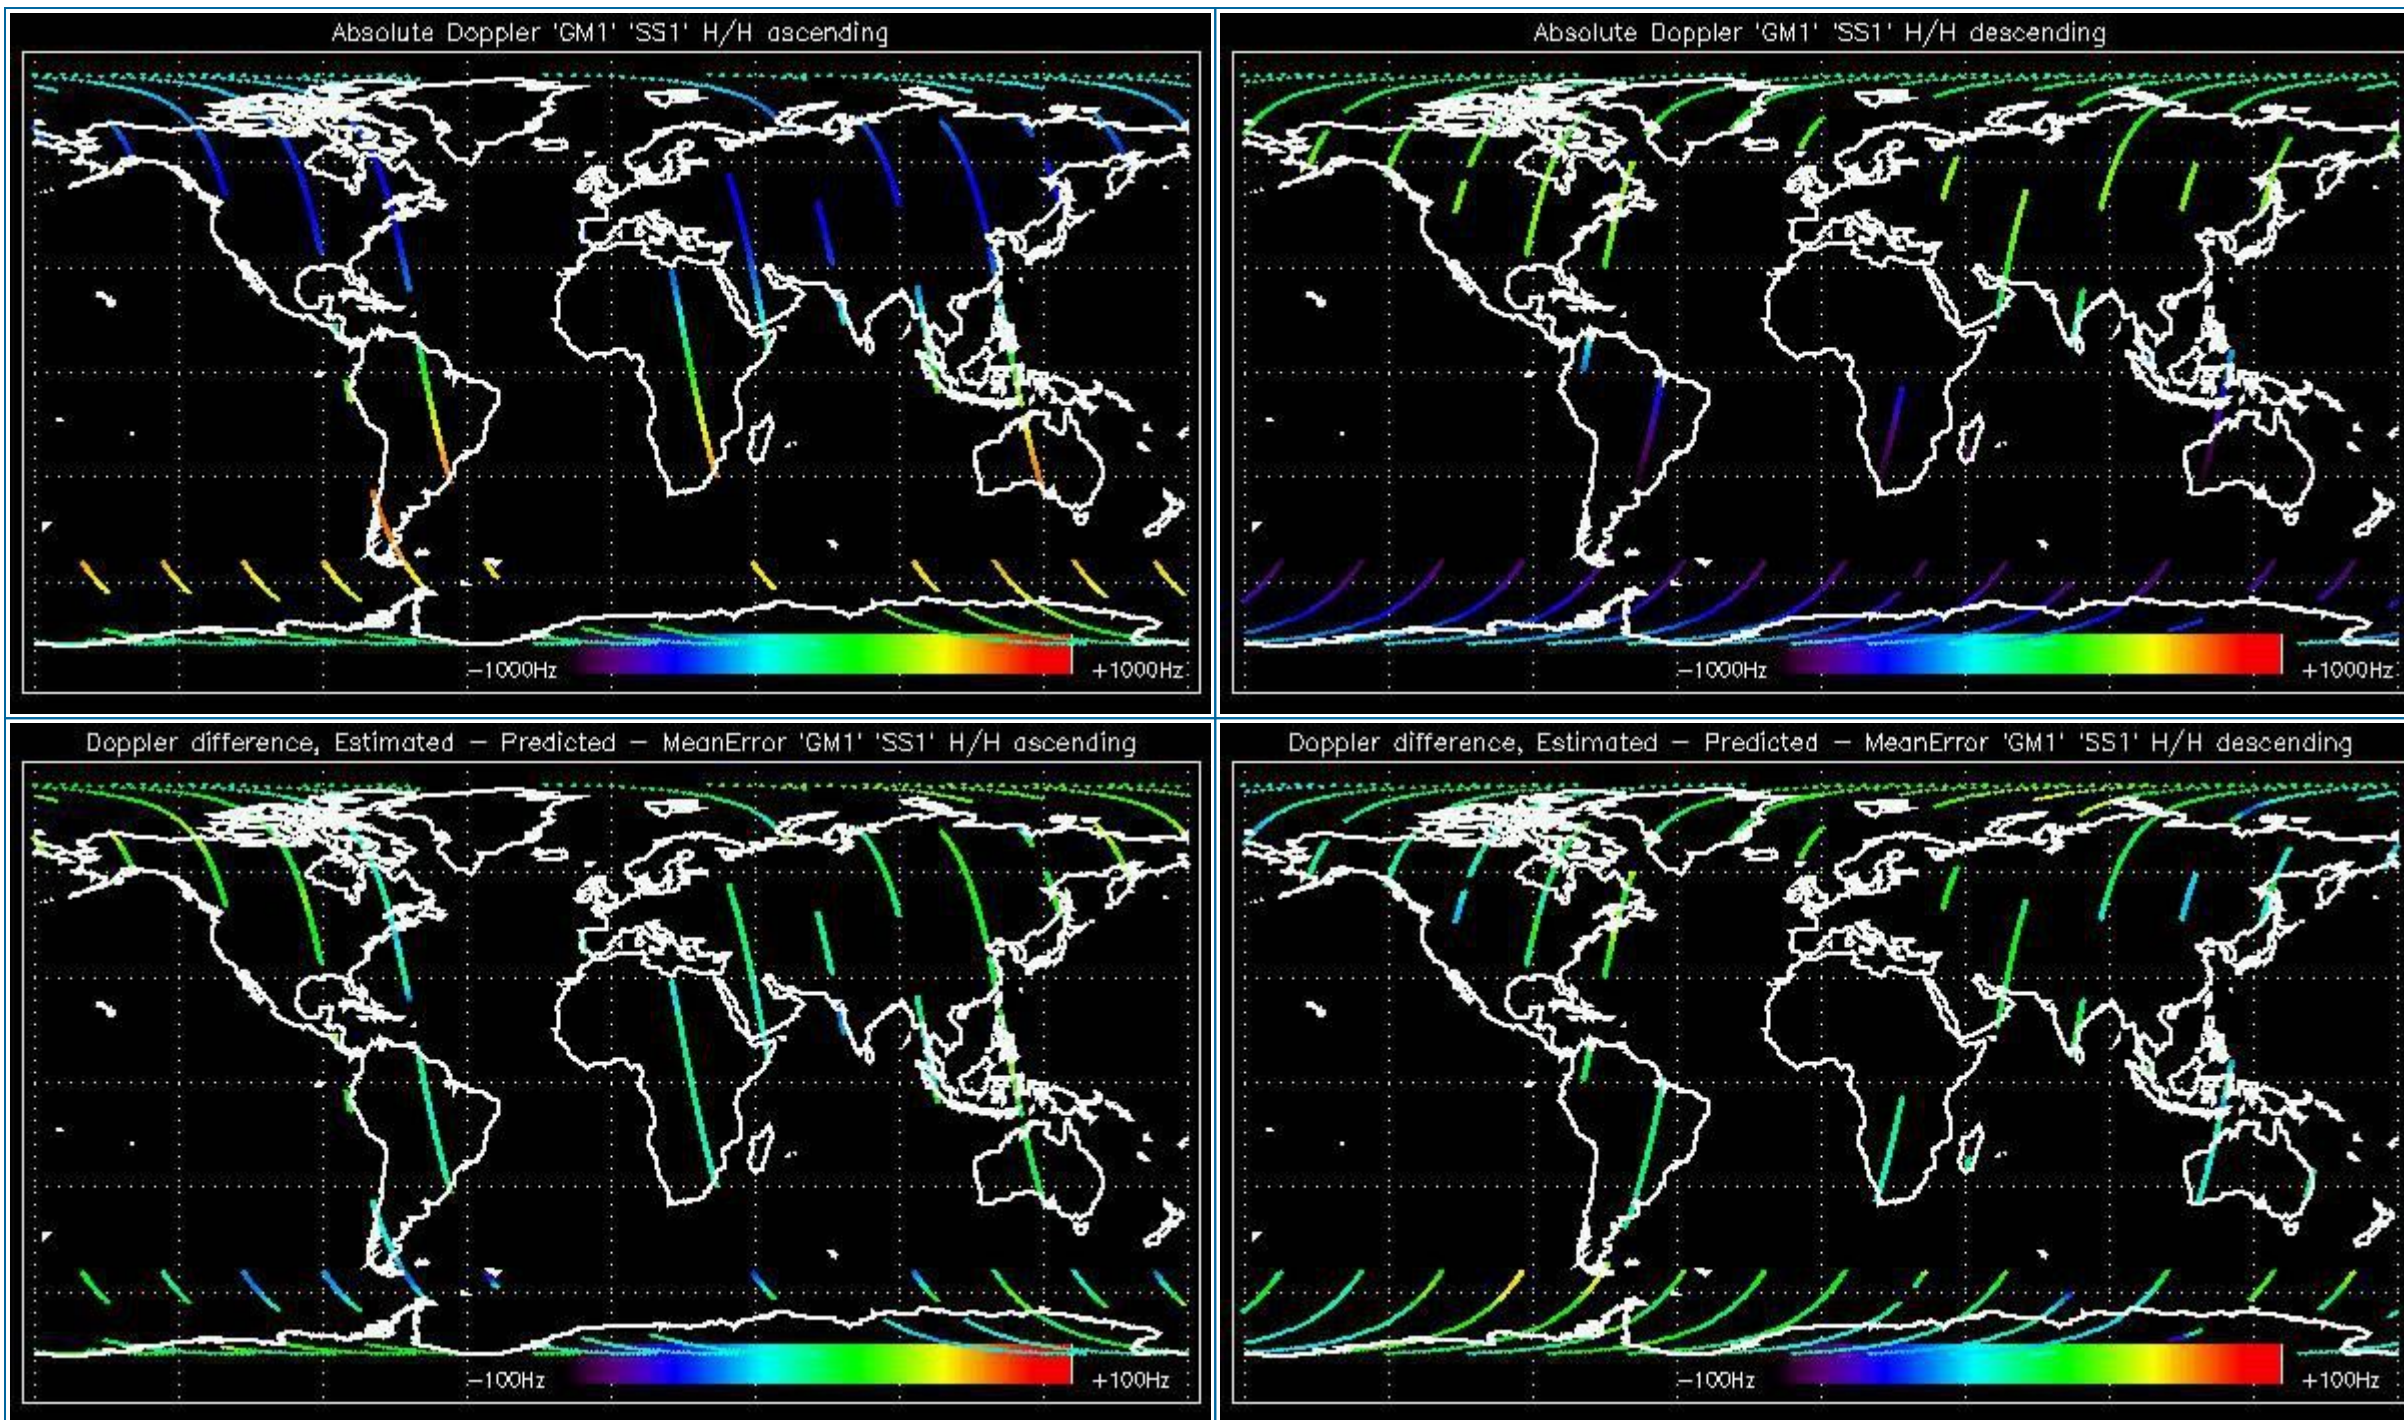 Absolute Doppler 'GM1' 'SS1' H/H ascending
-1000Hz
+1000Hz
Absolute Doppler 'GM1' 'SS1' H/H descending
-1000Hz
+1000Hz
Doppler difference, Estimated - Predicted - MeanError 'GM1' 'SS1' H/H ascending
-100Hz
+100Hz
Doppler difference, Estimated - Predicted - MeanError 'GM1' 'SS1' H/H descending
-100Hz
+100Hz